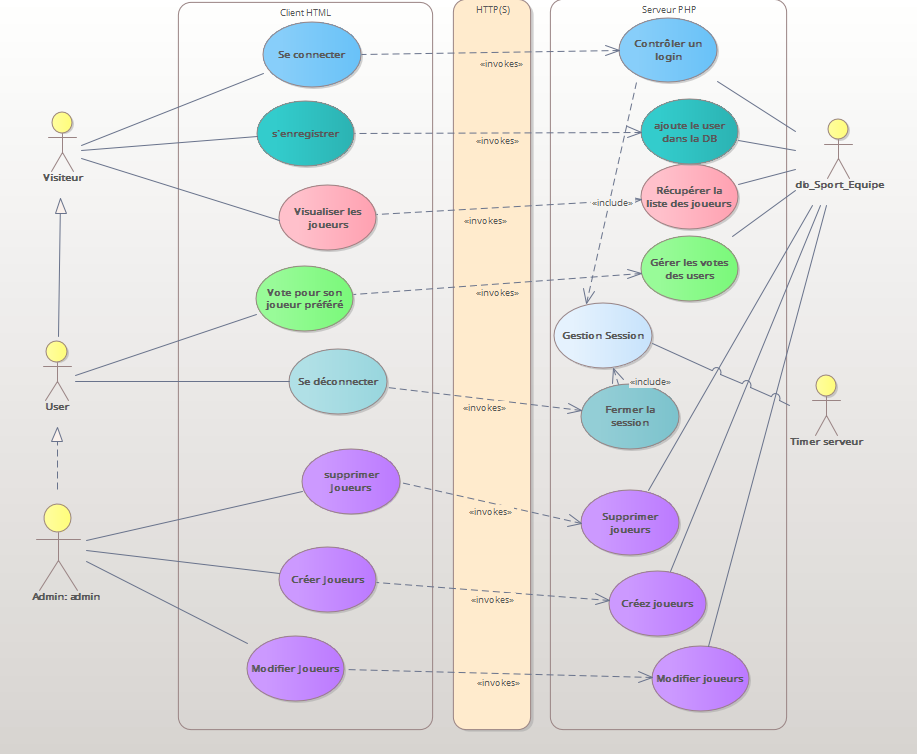 Client HTML
HTTP(S)
Serveur PHP
Se connecter
«invokes»
Contrôler un
login
s'enregistrer
«invokes»
ajoute le user
dans la DB
Visiteur
db_Sport_Equipe
Visualiser les
joueurs
«invokes»
«include»
Récupérer la
liste des joueurs
Vote pour son
joueur préféré
«invokes»
Gérer les votes
des users
Gestion Session
User
Se déconnecter
«invokes»
«include»
Fermer la
session
Timer serveur
supprimer
Joueurs
«invokes»
Supprimer
joueurs
Admin: admin
Créer Joueurs
«invokes»
Créez joueurs
Modifier Joueurs
«invokes»
Modifier joueurs